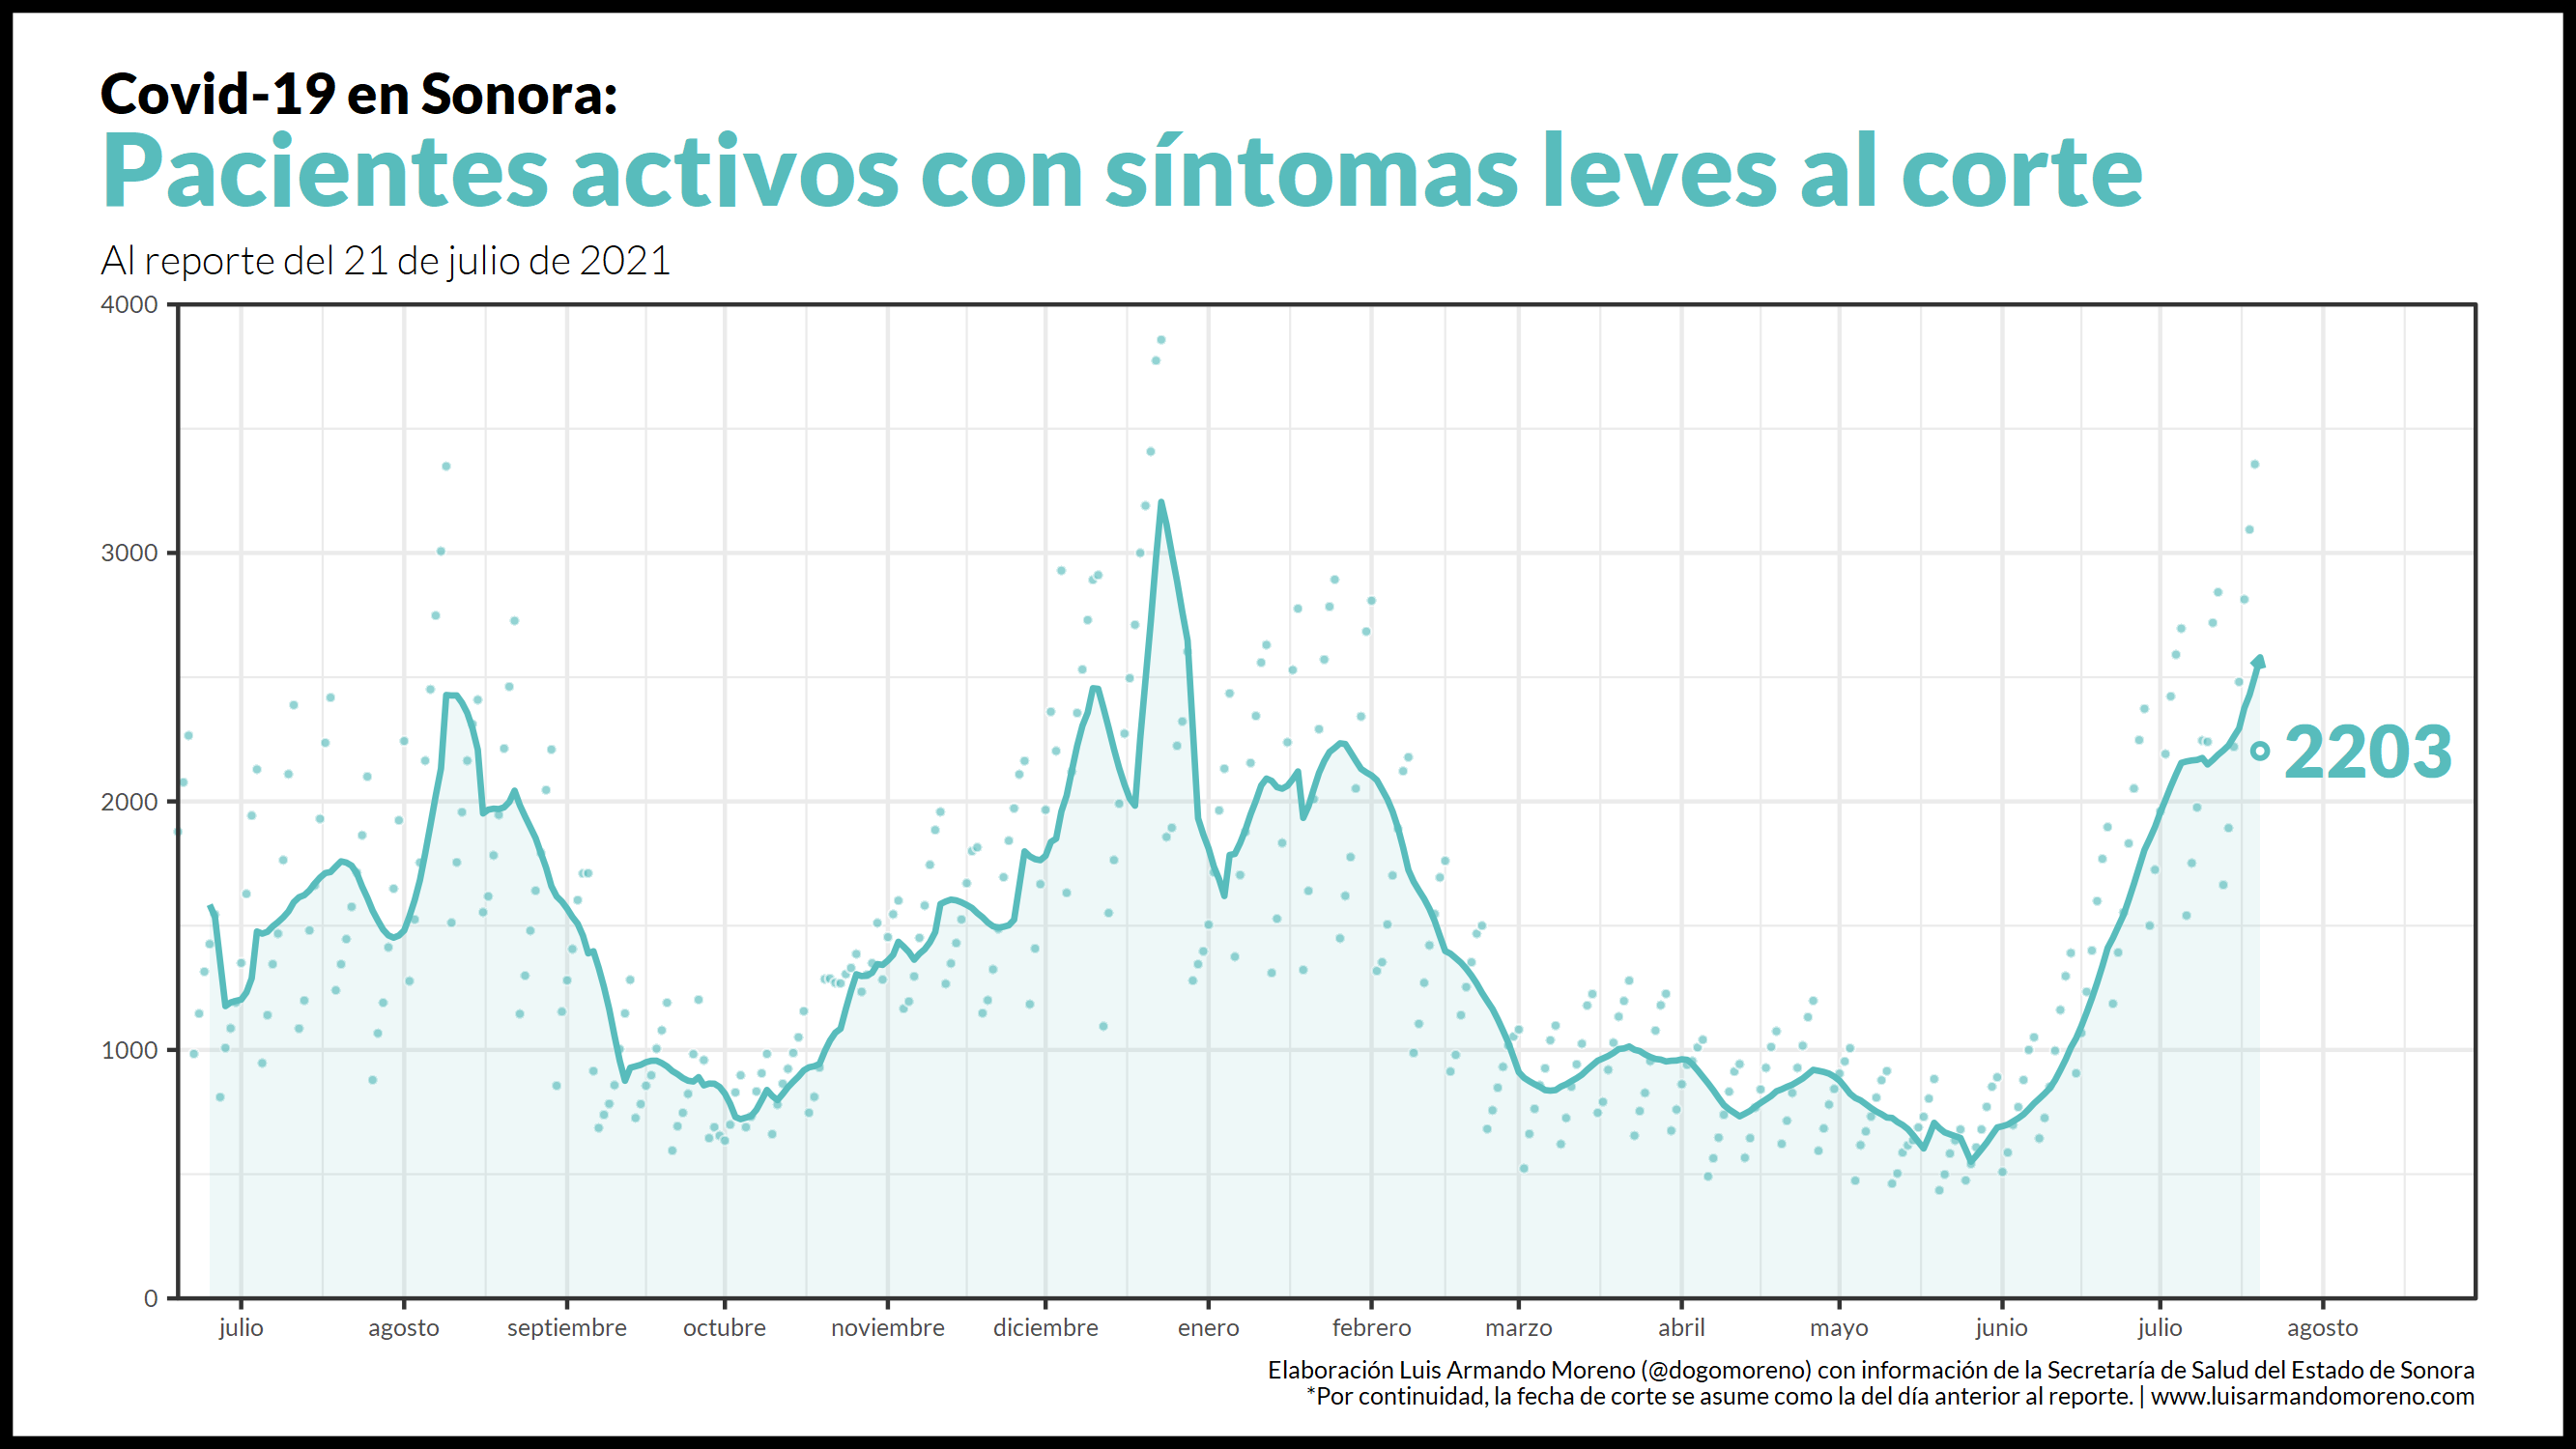 Covid-19 en Sonora:
Pacientes activos con síntomas leves al corte
Al reporte del 21 de julio de 2021
4000
3000
2000
1000
0
2203
julio agosto septiembre octubre noviembre diciembre enero febrero marzo abril mayo junio julio agosto
Elaboración Luis Armando Moreno (@dogomoreno) con información de la Secretaría de Salud del Estado de Sonora
*Por continuidad, la fecha de corte se asume como la del día anterior al reporte. | www.luisarmandomoreno.com